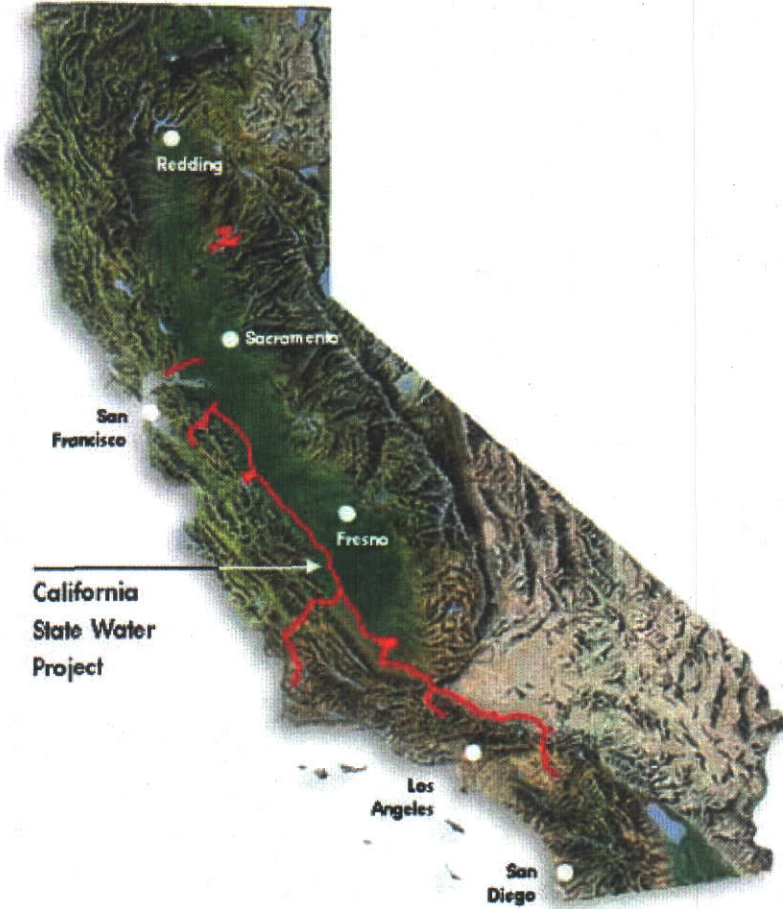 Redding
Sacramento
San
Francisco
Fresno
California
State Water
Project
Los
Angeles
San
Diego